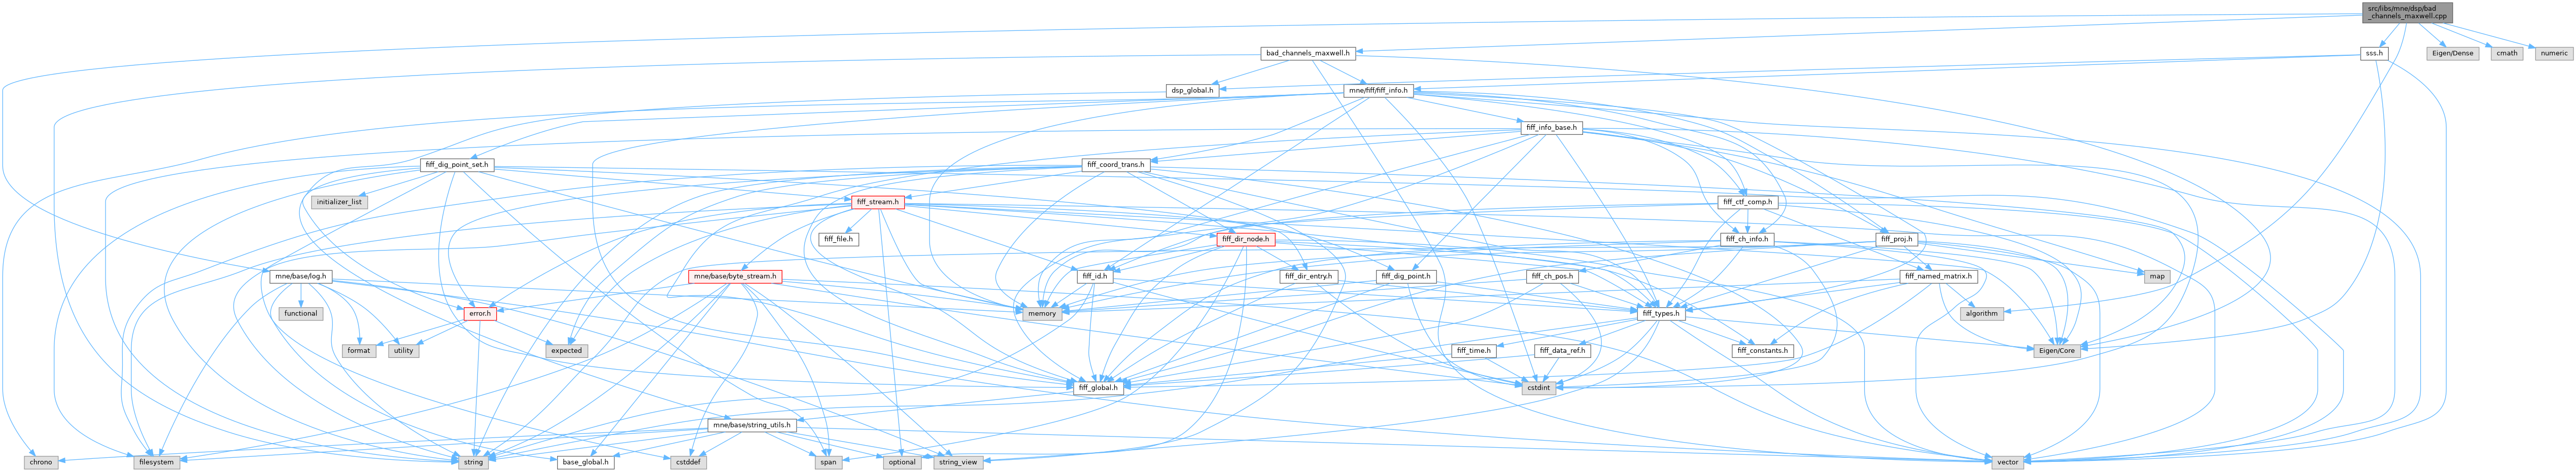 src/libs/mne/dsp/bad
_channels_maxwell.cpp
bad_channels_maxwell.h
sss.h
Eigen/Dense
cmath
numeric
dsp_global.h
mne/fiff/fiff_info.h
fiff_info_base.h
fiff_dig_point_set.h
fiff_coord_trans.h
initializer_list
fiff_stream.h
fiff_ctf_comp.h
fiff_file.h
fiff_dir_node.h
fiff_ch_info.h
fiff_proj.h
mne/base/log.h
mne/base/byte_stream.h
fiff_id.h
fiff_dir_entry.h
fiff_dig_point.h
fiff_ch_pos.h
fiff_named_matrix.h
map
functional
error.h
memory
fiff_types.h
algorithm
format
utility
expected
fiff_time.h
fiff_data_ref.h
fiff_constants.h
Eigen/Core
fiff_global.h
cstdint
mne/base/string_utils.h
chrono
filesystem
string
base_global.h
cstddef
span
optional
string_view
vector